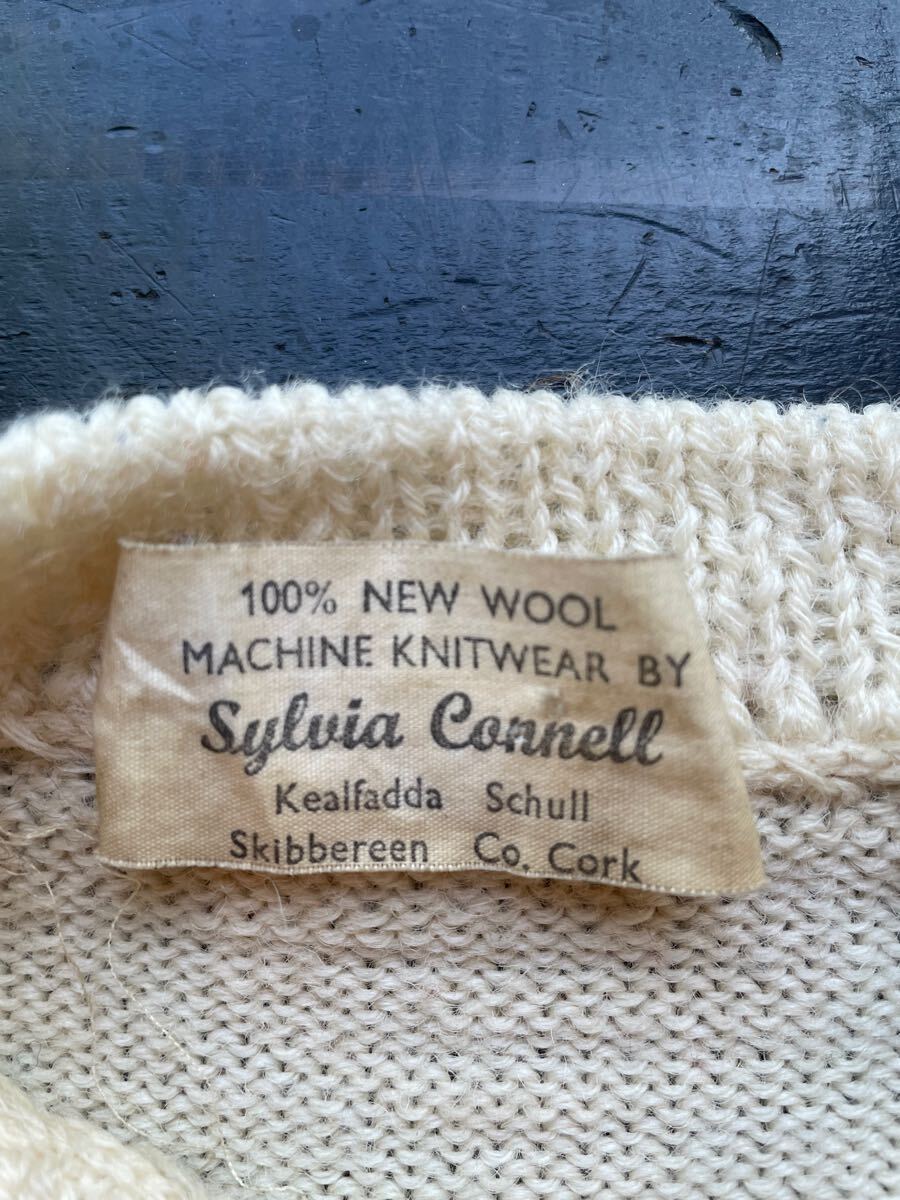 100% NEW WOOL
MACHINE KNITWEAR BY
Sylvia Connell
Kealfadda Schull
Skibbereen Co. Cork